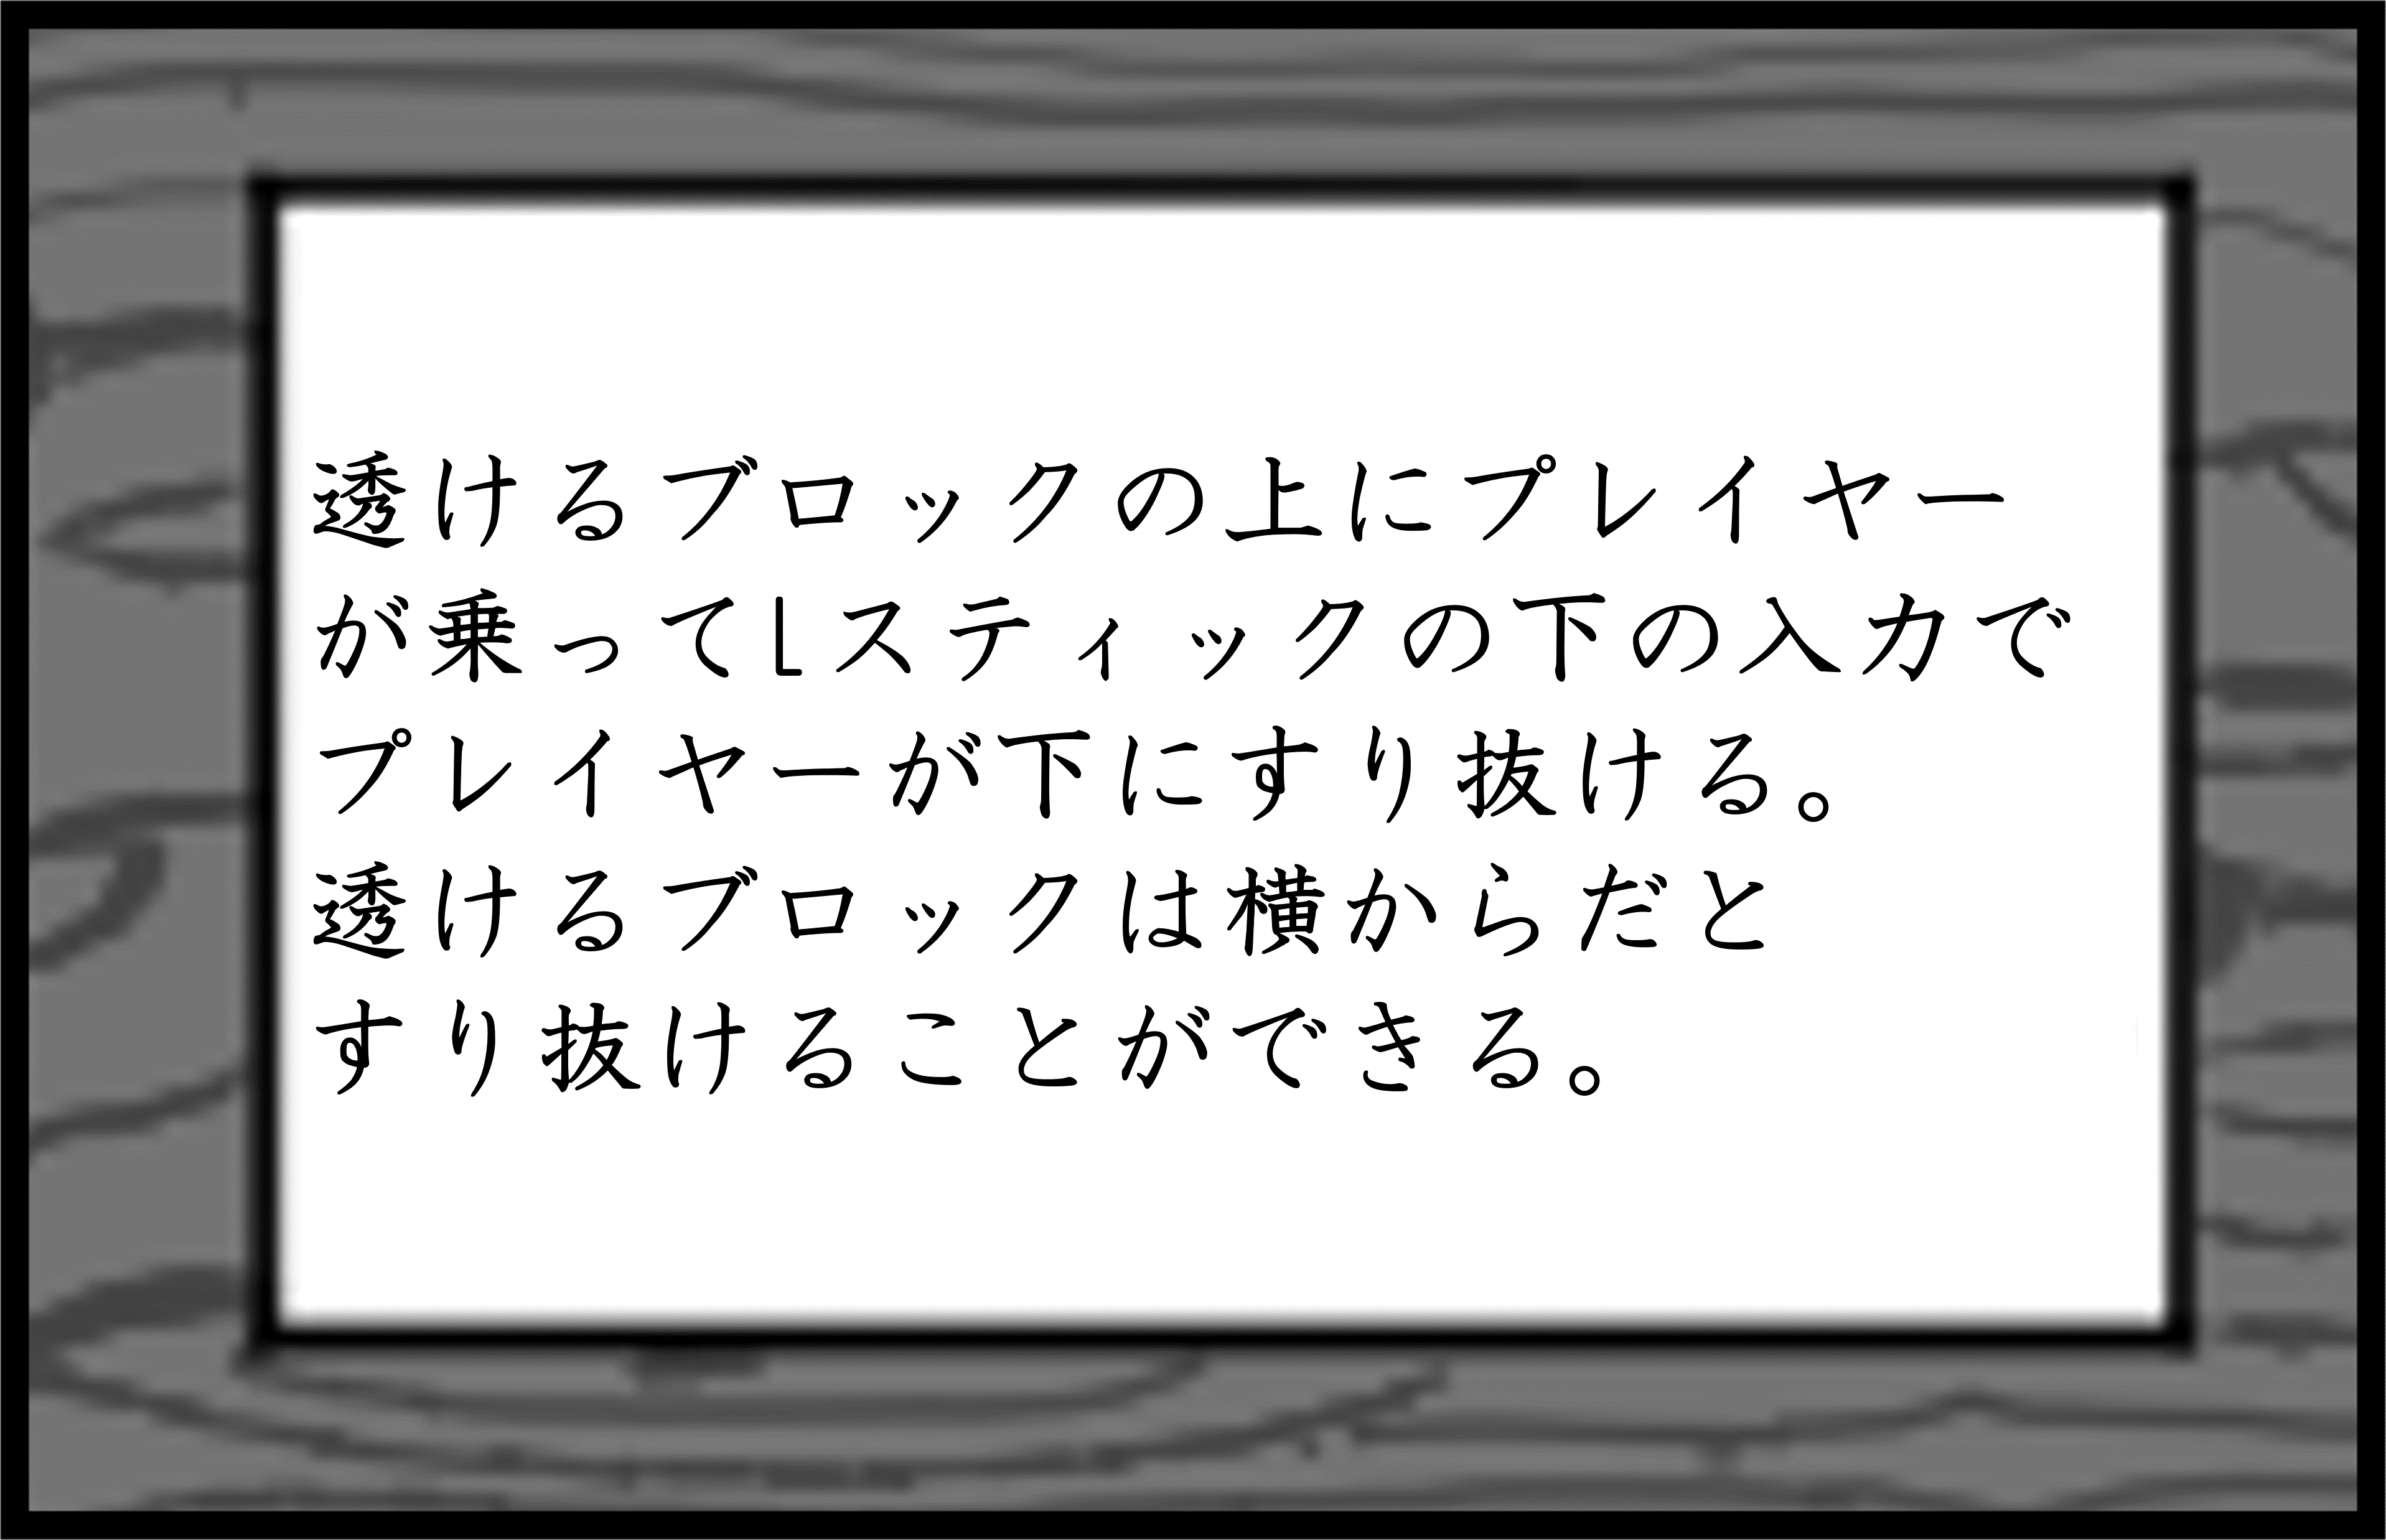 透けるブロックの上にプレイヤー
が乗ってLスティックの下の入力で
プレイヤーが下にすり抜ける。
透けるブロックは横からだと
すり抜けることができる。